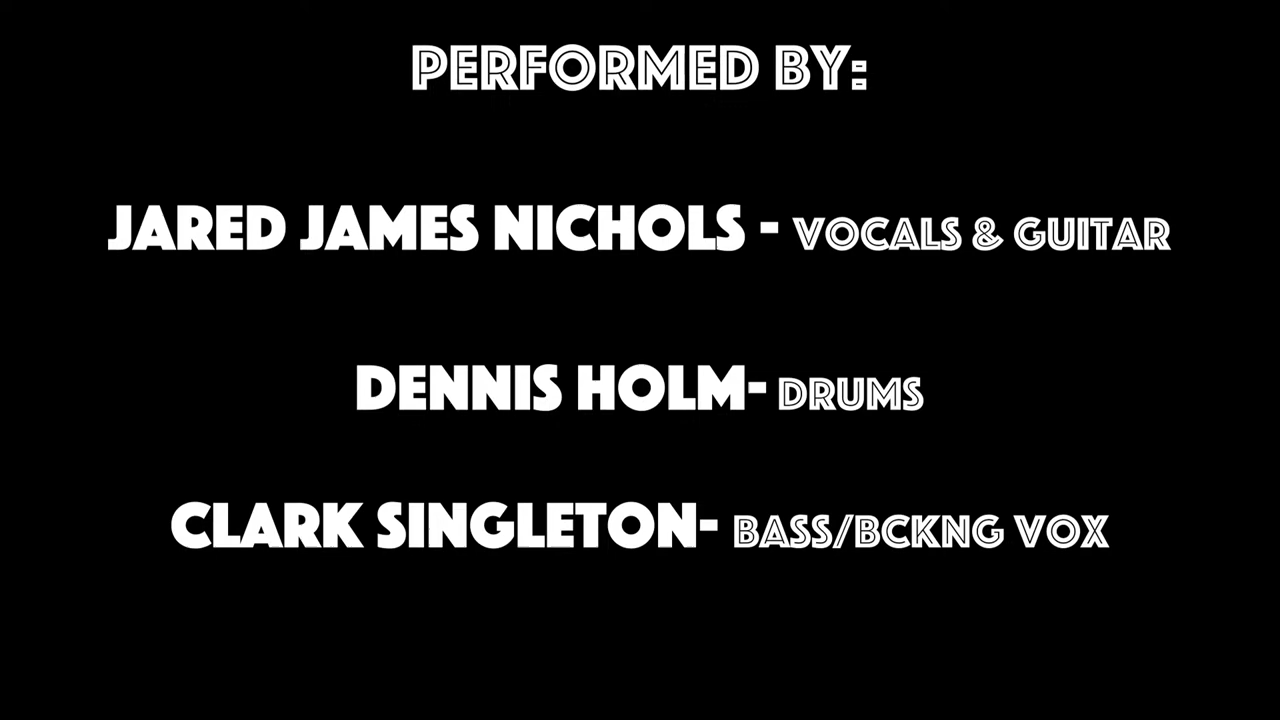 PERFORMED BY:
JARED JAMES NICHOLS - VOCALS & GUITAR
DENNIS HOLM- DRUMS
CLARK SINGLETON- BASS/BCKNG VOX